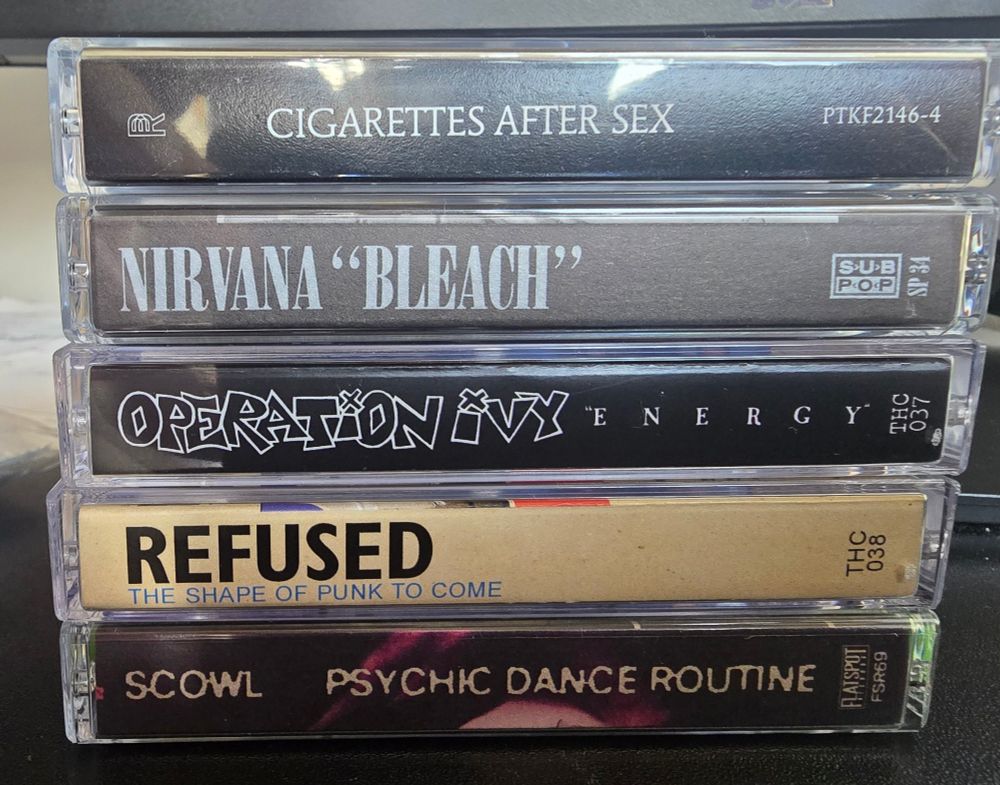 CIGARETTES AFTER SEX PTKF2146-4
NIRVANA “BLEACH” SUB POP SP 34
OPERATION IVY "ENERGY" THC 037
REFUSED
THE SHAPE OF PUNK TO COME THC 038
SCOWL PSYCHIC DANCE ROUTINE FLATSPOT FSR69